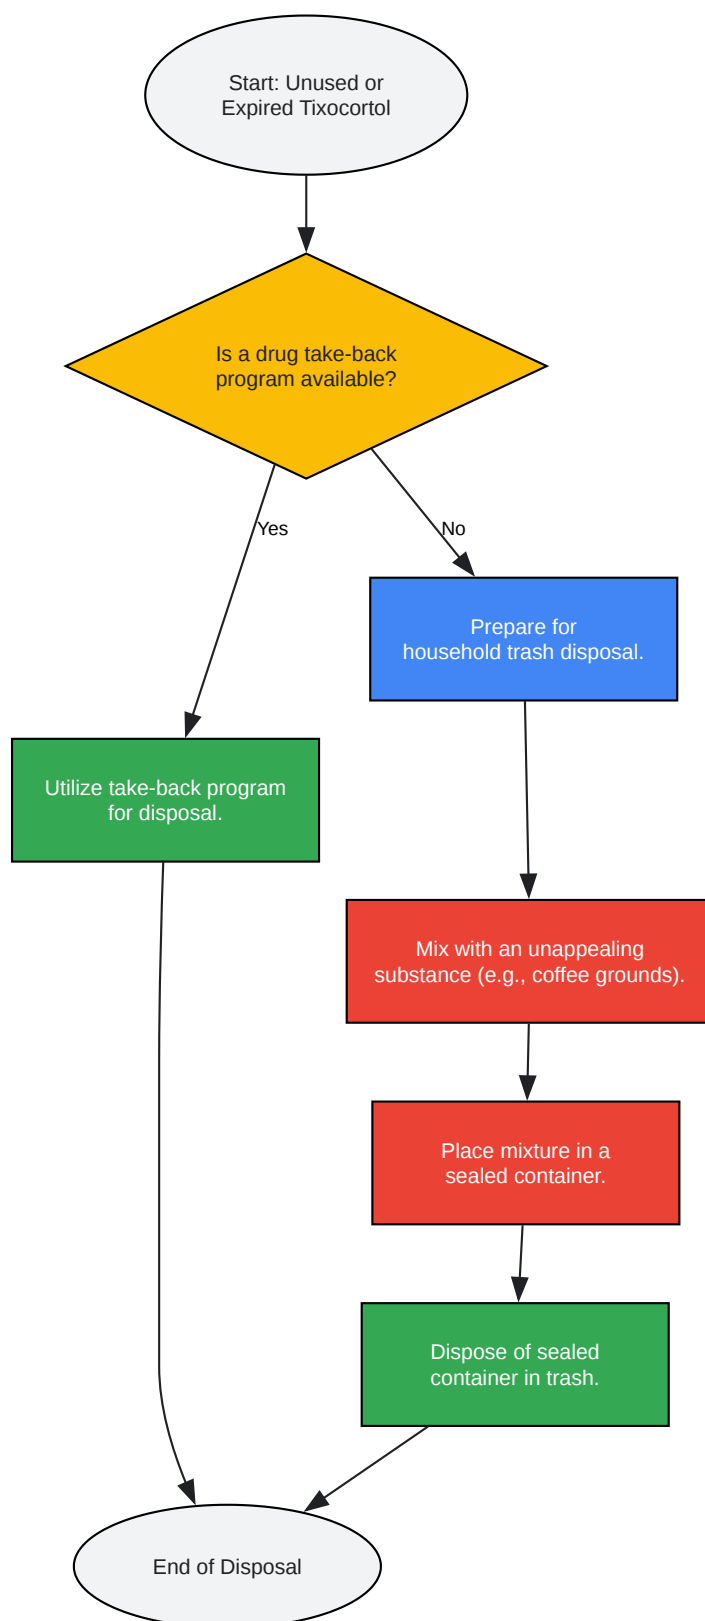 Start: Unused or
Expired Tixocortol
Is a drug take-back
program available?
Yes
No
Prepare for
household trash disposal.
Utilize take-back program
for disposal.
Mix with an unappealing
substance (e.g., coffee grounds).
Place mixture in a
sealed container.
Dispose of sealed
container in trash.
End of Disposal